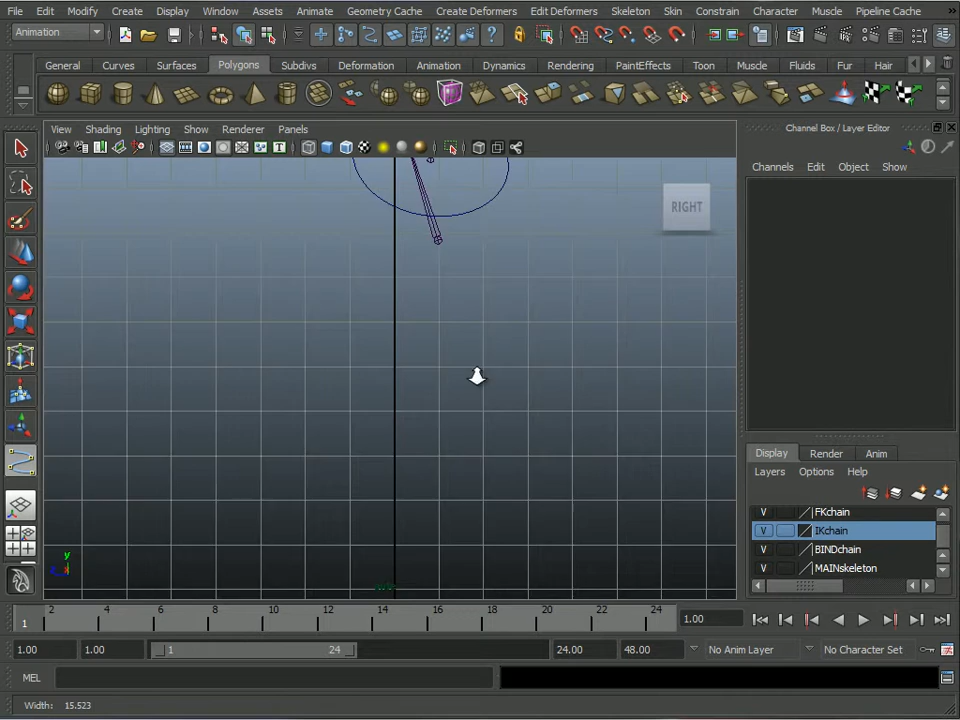 File Edit Modify Create Display Window Assets Animate Geometry Cache Create Deformers Edit Deformers Skeleton Skin Constrain Character Muscle Pipeline Cache »
Animation
General Curves Surfaces Polygons Subdivs Deformation Animation Dynamics Rendering PaintEffects Toon Muscle Fluids Fur Hair
View Shading Lighting Show Renderer Panels
Channel Box / Layer Editor
Channels Edit Object Show
RIGHT
Display Render Anim
Layers Options Help
V FKchain
V IKchain
V BINDchain
V MAINskeleton
y
2 4 6 8 10 12 14 16 18 20 22 24
1
1.00
1.00 1.00 1 24 24.00 48.00 No Anim Layer No Character Set
MEL
Width: 15.523